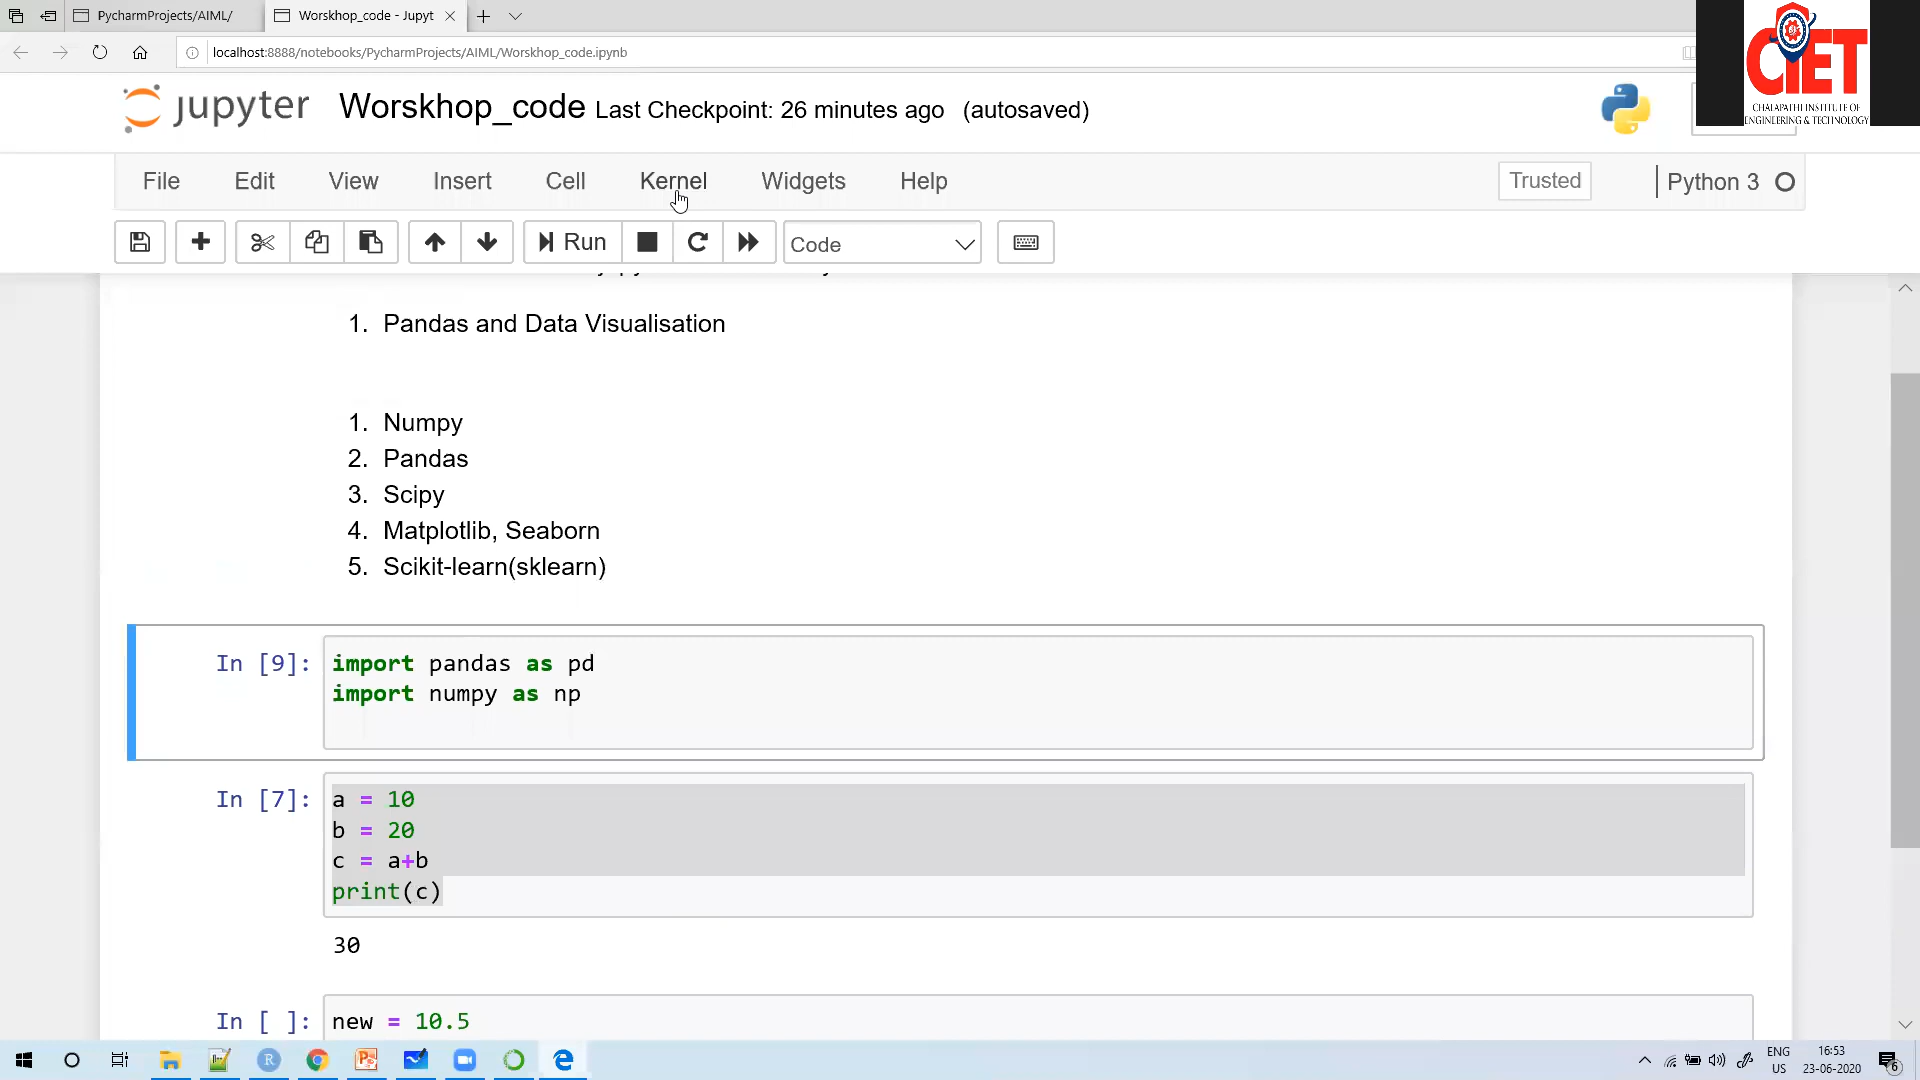 PycharmProjects/AIML/
Worskhop_code - Jupyt
localhost:8888/notebooks/PycharmProjects/AIML/Worskhop_code.ipynb
CIET
CHALAPATHI INSTITUTE OF
ENGINEERING & TECHNOLOGY
jupyter Worskhop_code Last Checkpoint: 26 minutes ago (autosaved)
File Edit View Insert Cell Kernel Widgets Help Trusted Python 3
Run Code
1. Pandas and Data Visualisation
1. Numpy
2. Pandas
3. Scipy
4. Matplotlib, Seaborn
5. Scikit-learn(sklearn)
In [9]: import pandas as pd
import numpy as np
In [7]: a = 10
b = 20
c = a+b
print(c)
30
In [ ]: new = 10.5
ENG 16:53
US 23-06-2020 6